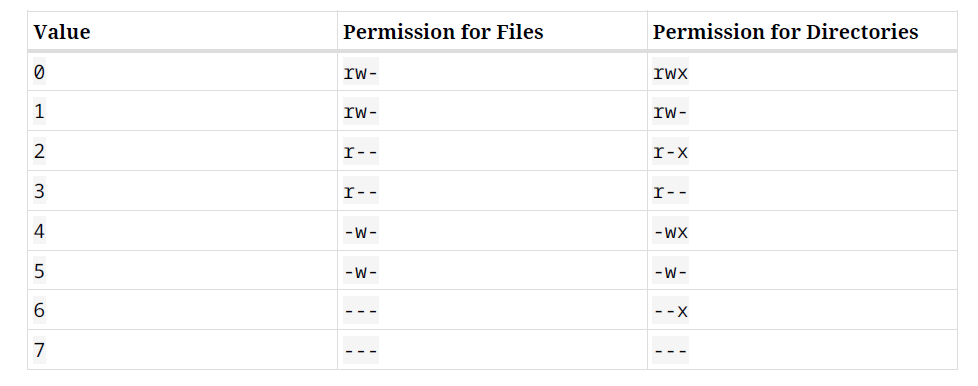 Value Permission for Files Permission for Directories
0 rw- rwx
1 rw- rw-
2 r-- r-x
3 r-- r--
4 -w- -wx
5 -w- -w-
6 --- --x
7 --- ---